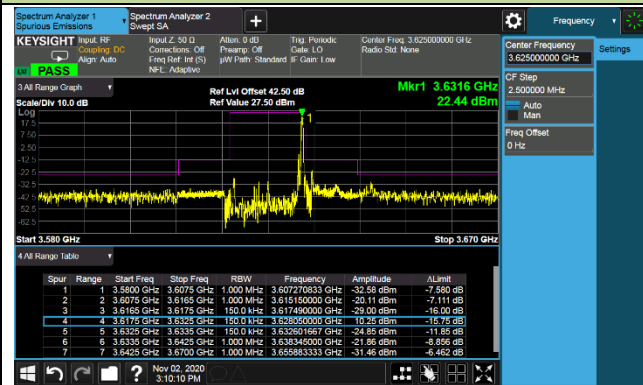 Spectrum Analyzer 1
Spurious Emissions
Spectrum Analyzer 2
Swept SA
+
Frequency
KEYSIGHT
Input: RF
Coupling: DC
Align: Auto
Input Z: 50 Ω
Corrections: Off
Freq Ref: Int (S)
NFE: Adaptive
Atten: 0 dB
Preamp: Off
µW Path: Standard
Trig: Periodic
Gate: LO
IF Gain: Low
Center Freq: 3.625000000 GHz
Radio Std: None
PASS
Center Frequency
3.625000000 GHz
Settings
CF Step
2.500000 MHz
Auto
Man
Freq Offset
0 Hz
3 All Range Graph
Scale/Div 10.0 dB
Ref Lvl Offset 42.50 dB
Ref Value 27.50 dBm
Mkr1 3.6316 GHz
22.44 dBm
Log
17.5
7.50
-2.50
-12.5
-22.5
-32.5
-42.5
-52.5
-62.5
1
Start 3.580 GHz
Stop 3.670 GHz
4 All Range Table
Spur Range Start Freq Stop Freq RBW Frequency Amplitude ΔLimit
1 1 3.5800 GHz 3.6075 GHz 1.000 MHz 3.607270833 GHz -32.58 dBm -7.580 dB
2 2 3.6075 GHz 3.6165 GHz 1.000 MHz 3.615150000 GHz -20.11 dBm -7.111 dB
3 3 3.6165 GHz 3.6175 GHz 150.0 kHz 3.617490000 GHz -29.00 dBm -16.00 dB
4 4 3.6175 GHz 3.6325 GHz 150.0 kHz 3.628050000 GHz 10.25 dBm -15.75 dB
5 5 3.6325 GHz 3.6335 GHz 150.0 kHz 3.632601667 GHz -24.85 dBm -11.85 dB
6 6 3.6335 GHz 3.6425 GHz 1.000 MHz 3.638345000 GHz -21.86 dBm -8.856 dB
7 7 3.6425 GHz 3.6700 GHz 1.000 MHz 3.655883333 GHz -31.46 dBm -6.462 dB
?
Nov 02, 2020
3:10:10 PM